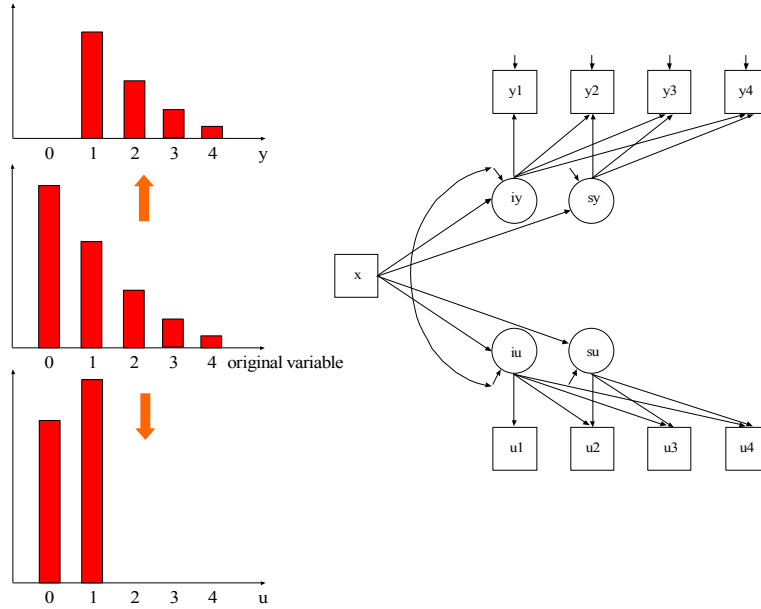 0 1 2 3 4 y
0 1 2 3 4 original variable
0 1 2 3 4 u
y1 y2 y3 y4
iy sy
x
iu su
u1 u2 u3 u4